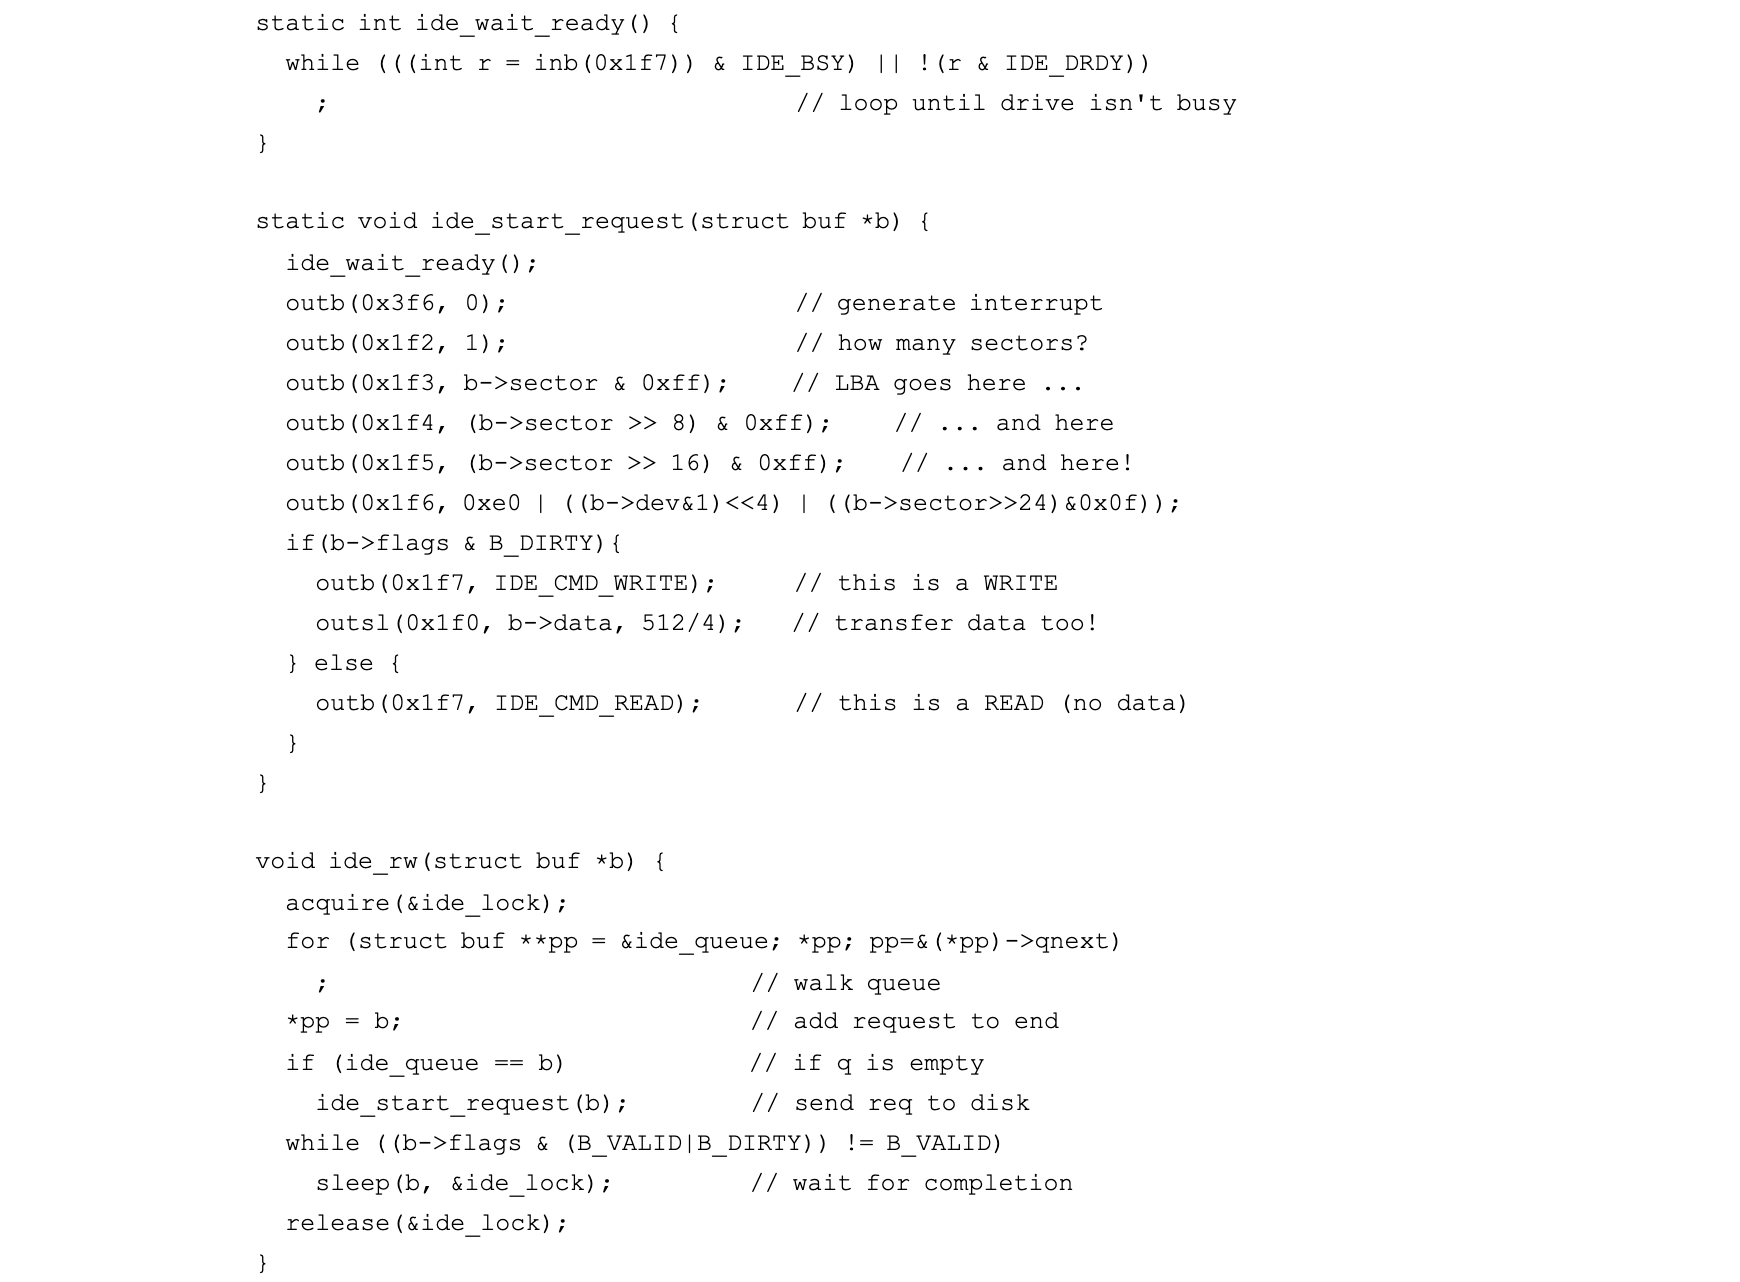 static int ide_wait_ready() {
  while (((int r = inb(0x1f7)) & IDE_BSY) || !(r & IDE_DRDY))
    ;                                // loop until drive isn't busy
}

static void ide_start_request(struct buf *b) {
  ide_wait_ready();
  outb(0x3f6, 0);                    // generate interrupt
  outb(0x1f2, 1);                    // how many sectors?
  outb(0x1f3, b->sector & 0xff);     // LBA goes here ...
  outb(0x1f4, (b->sector >> 8) & 0xff);     // ... and here
  outb(0x1f5, (b->sector >> 16) & 0xff);    // ... and here!
  outb(0x1f6, 0xe0 | ((b->dev&1)<<4) | ((b->sector>>24)&0x0f));
  if(b->flags & B_DIRTY){
    outb(0x1f7, IDE_CMD_WRITE);      // this is a WRITE
    outsl(0x1f0, b->data, 512/4);    // transfer data too!
  } else {
    outb(0x1f7, IDE_CMD_READ);       // this is a READ (no data)
  }
}

void ide_rw(struct buf *b) {
  acquire(&ide_lock);
  for (struct buf **pp = &ide_queue; *pp; pp=&(*pp)->qnext)
    ;                             // walk queue
  *pp = b;                        // add request to end
  if (ide_queue == b)             // if q is empty
    ide_start_request(b);         // send req to disk
  while ((b->flags & (B_VALID|B_DIRTY)) != B_VALID)
    sleep(b, &ide_lock);          // wait for completion
  release(&ide_lock);
}